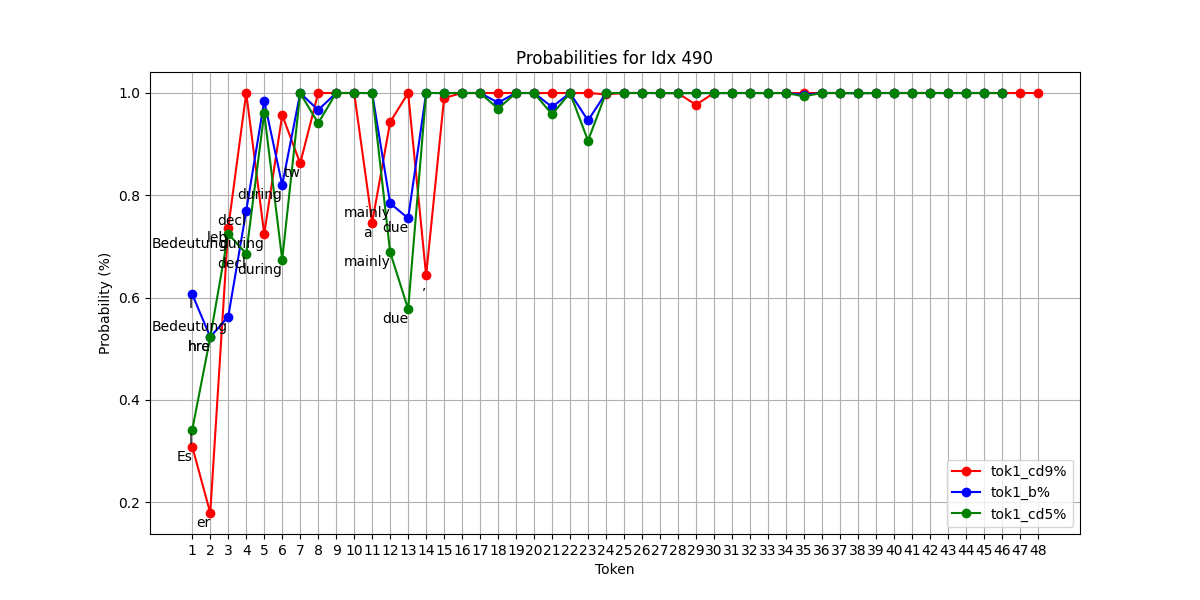 Probabilities for Idx 490
Probability (%)
1.0
0.8
0.6
0.4
0.2
tw
during
decl
leb
Bedeutung
during
decl
during
mainly
a
due
mainly
,
due
I
Bedeutung
hre
Es
er
tok1_cd9%
tok1_b%
tok1_cd5%
1 2 3 4 5 6 7 8 9 10 11 12 13 14 15 16 17 18 19 20 21 22 23 24 25 26 27 28 29 30 31 32 33 34 35 36 37 38 39 40 41 42 43 44 45 46 47 48
Token